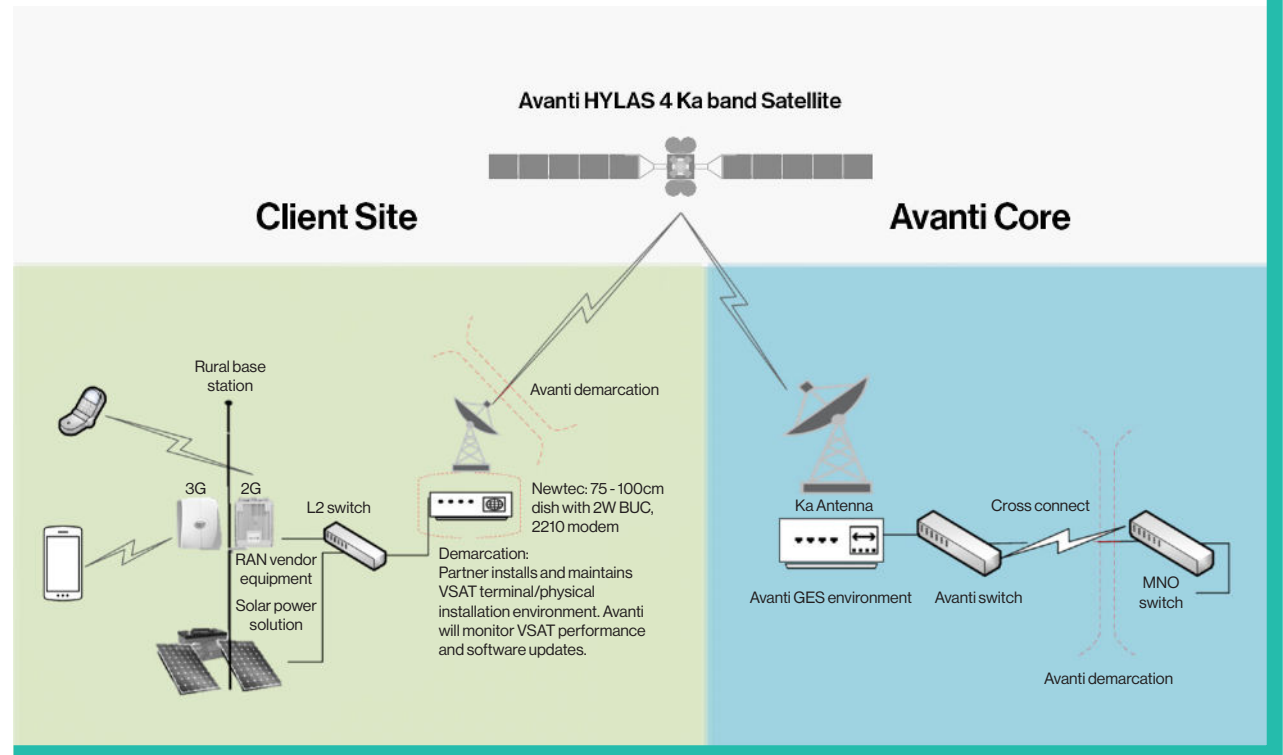 Avanti HYLAS 4 Ka band Satellite
Client Site
Avanti Core
Rural base
station
Avanti demarcation
3G
2G
L2 switch
RAN vendor
equipment
Solar power
solution
Newtec: 75 - 100cm
dish with 2W BUC,
2210 modem
Demarcation:
Partner installs and maintains
VSAT terminal/physical
installation environment. Avanti
will monitor VSAT performance
and software updates.
Ka Antenna
Avanti GES environment
Avanti switch
Cross connect
MNO
switch
Avanti demarcation